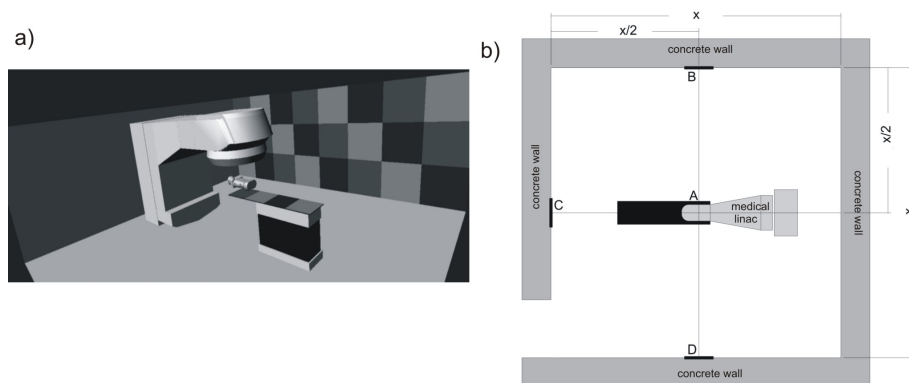 a)
b)
x
x/2
concrete wall
B
x/2
concrete wall
C
A
medical
linac
concrete wall
x
D
concrete wall